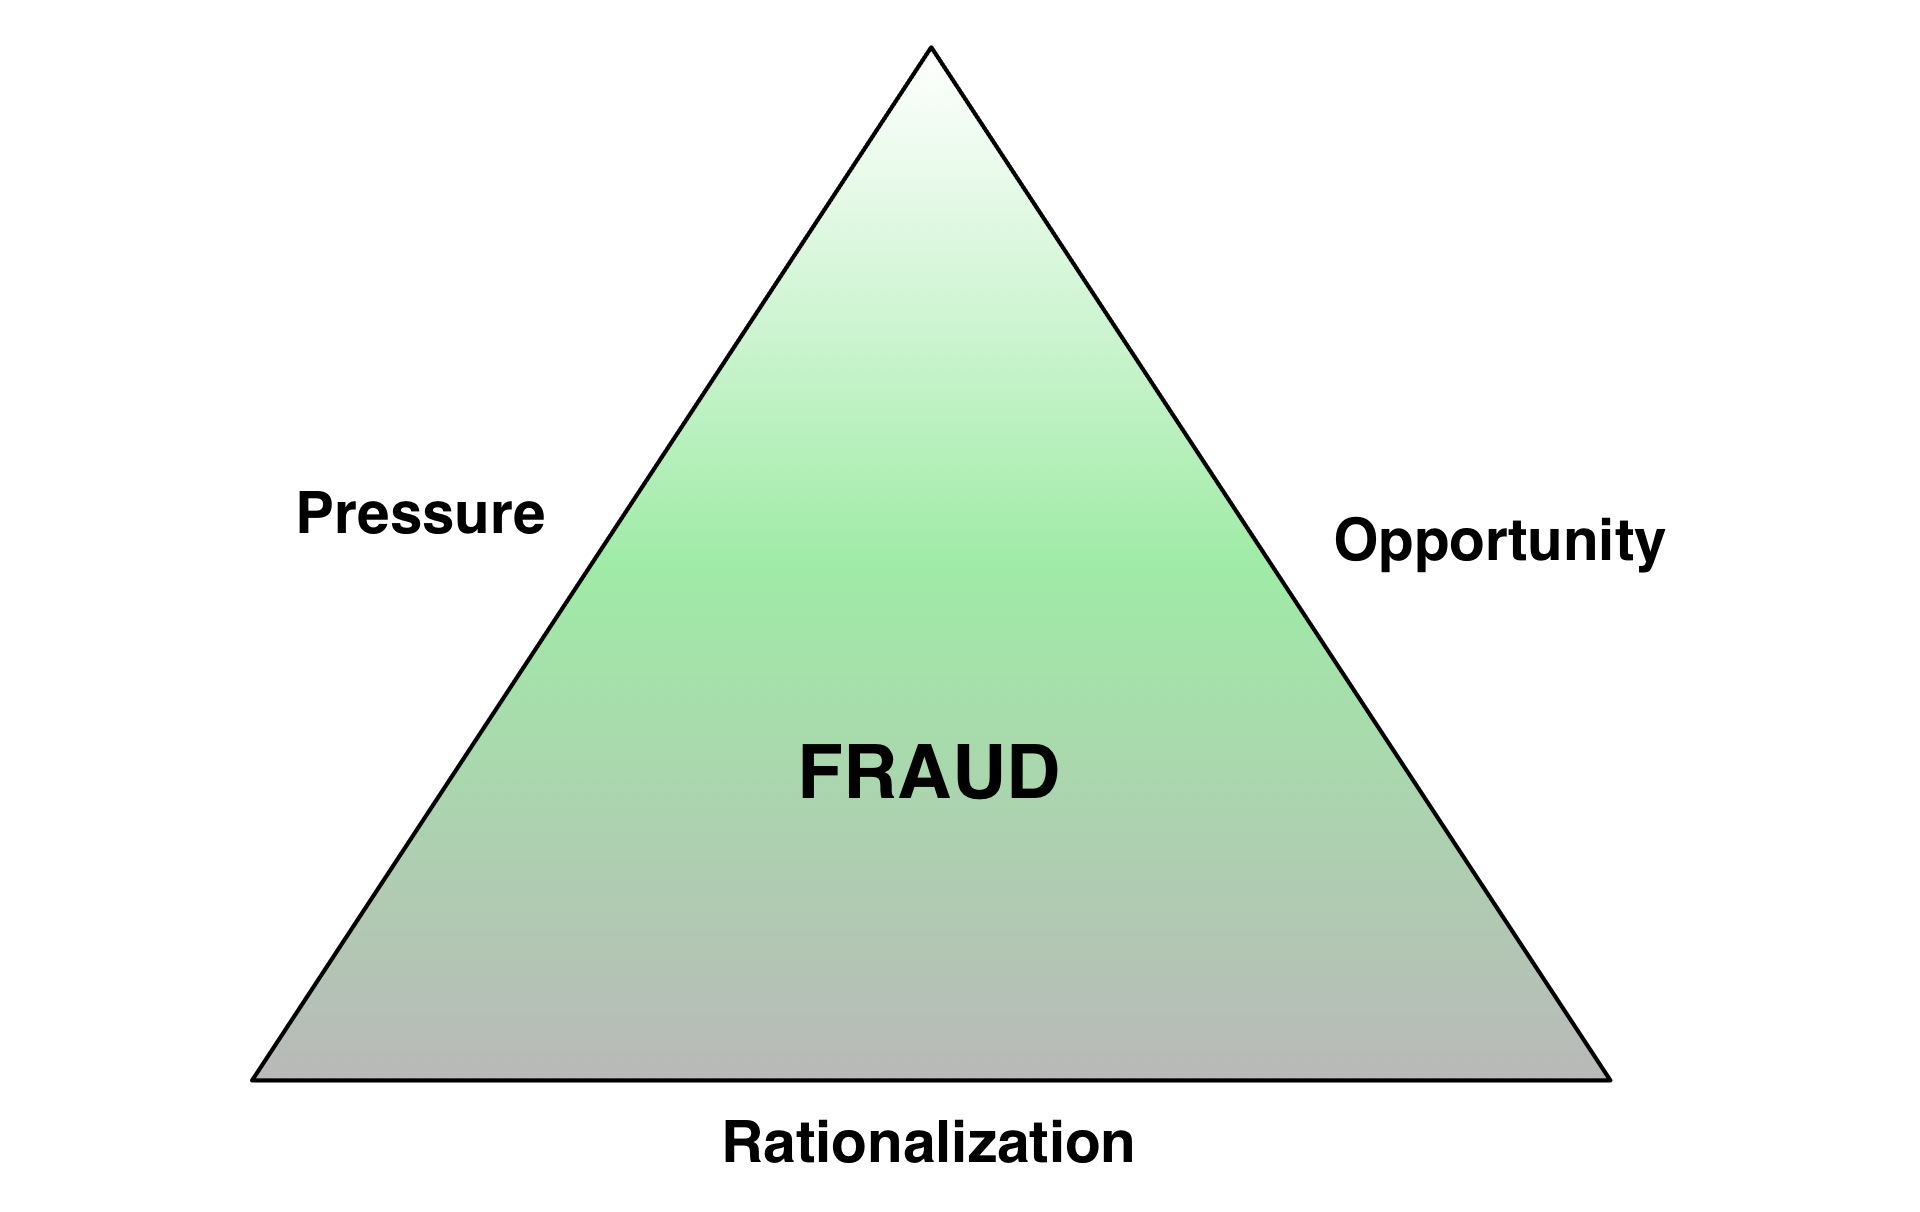 Pressure
Opportunity
FRAUD
Rationalization